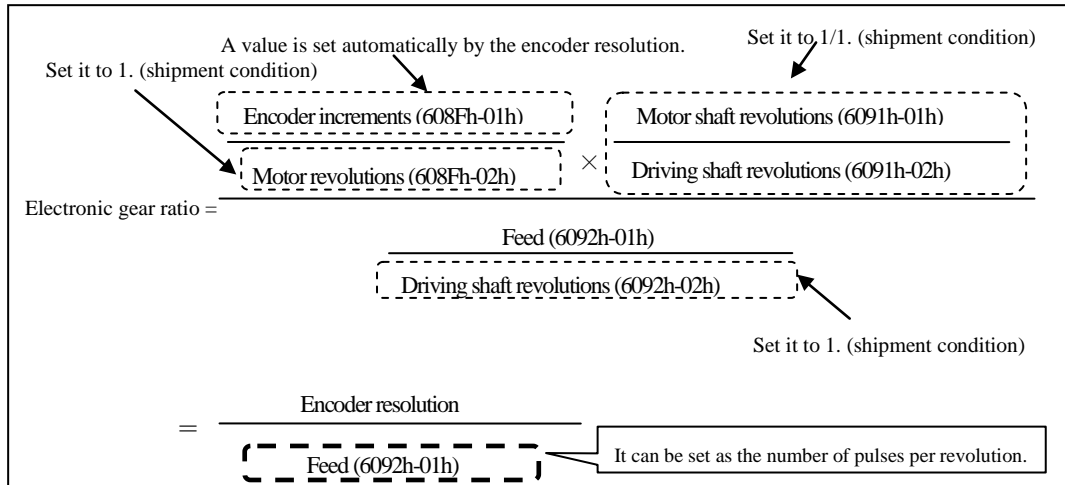 A value is set automatically by the encoder resolution.
Set it to 1/1. (shipment condition)
Set it to 1. (shipment condition)
Encoder increments (608Fh-01h)
Motor shaft revolutions (6091h-01h)
×
Motor revolutions (608Fh-02h)
Driving shaft revolutions (6091h-02h)
Electronic gear ratio =
Feed (6092h-01h)
Driving shaft revolutions (6092h-02h)
Set it to 1. (shipment condition)
Encoder resolution
=
Feed (6092h-01h)
It can be set as the number of pulses per revolution.